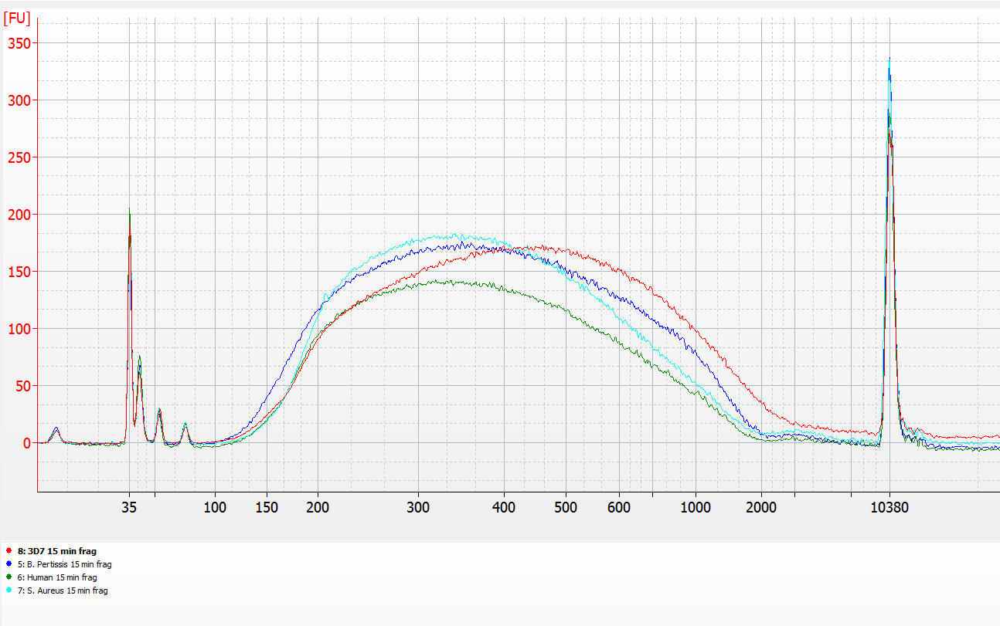 [FU]
350
300
250
200
150
100
50
0
35 100 150 200 300 400 500 600 1000 2000 10380
8: 3D7 15 min frag
5: B. Pertissis 15 min frag
6: Human 15 min frag
7: S. Aureus 15 min frag